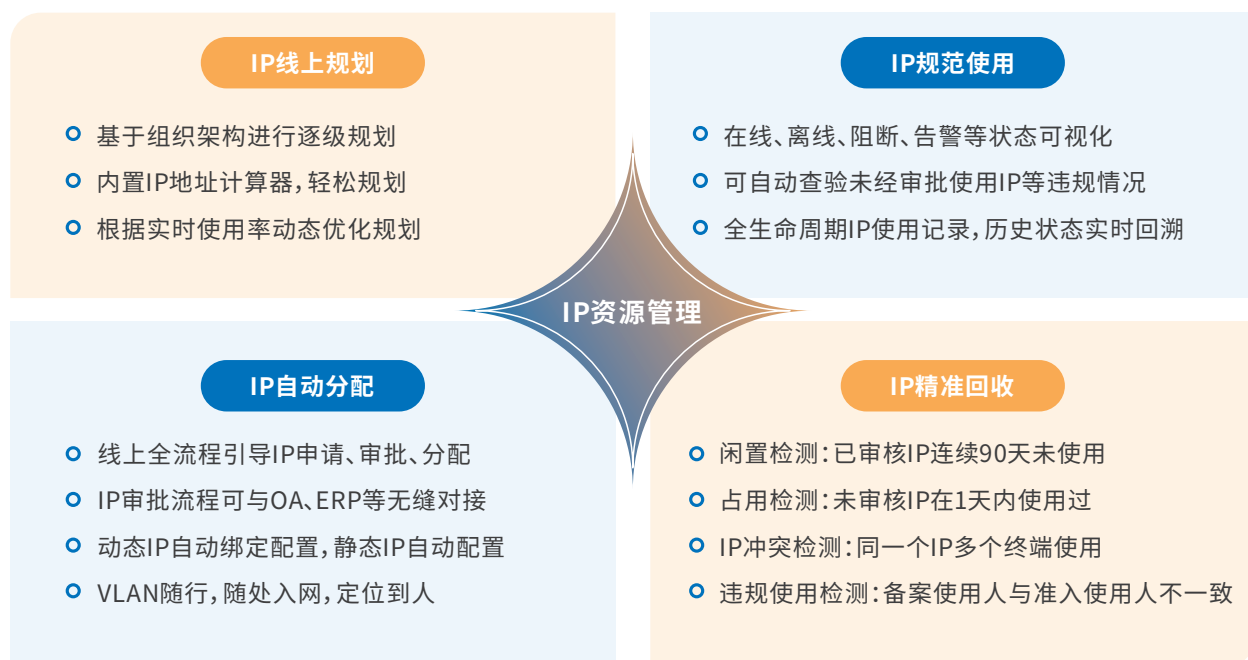 IP线上规划
基于组织架构进行逐级规划
内置IP地址计算器，轻松规划
根据实时使用率动态优化规划
IP规范使用
在线、离线、阻断、告警等状态可视化
可自动查验未经审批使用IP等违规情况
全生命周期IP使用记录，历史状态实时回溯
IP资源管理
IP自动分配
线上全流程引导IP申请、审批、分配
IP审批流程可与OA、ERP等无缝对接
动态IP自动绑定配置，静态IP自动配置
VLAN随行，随处入网，定位到人
IP精准回收
闲置检测：已审核IP连续90天未使用
占用检测：未审核IP在1天内使用过
IP冲突检测：同一个IP多个终端使用
违规使用检测：备案使用人与准入使用人不一致